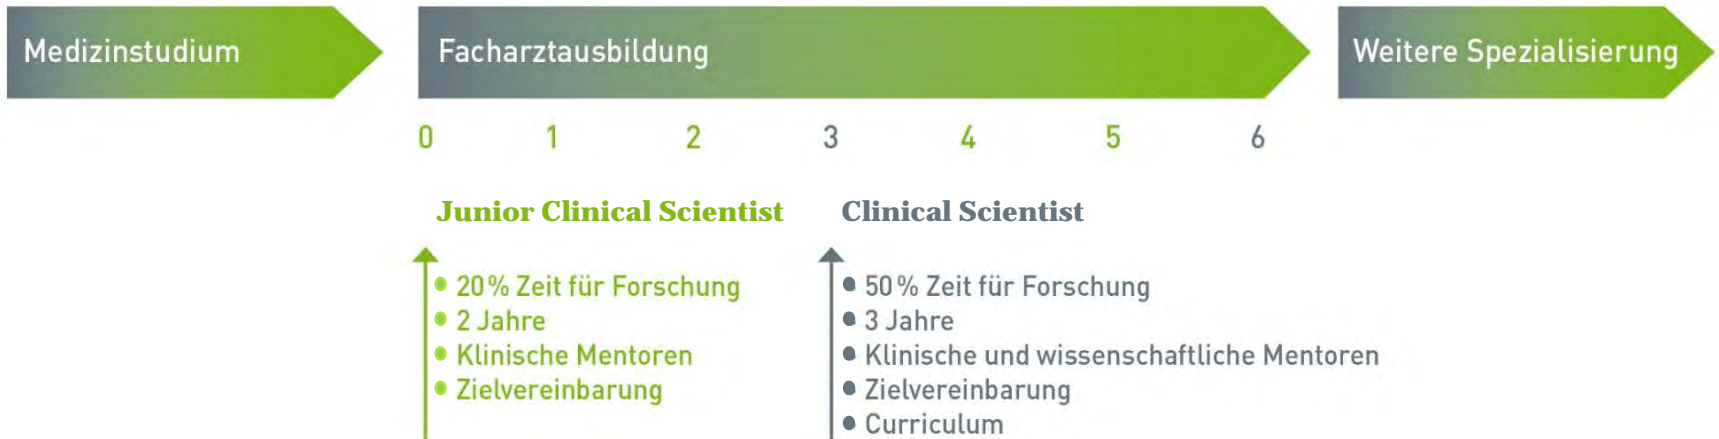 Medizinstudium
Facharztausbildung
Weitere Spezialisierung
0 1 2 3 4 5 6
Junior Clinical Scientist
• 20% Zeit für Forschung
• 2 Jahre
• Klinische Mentoren
• Zielvereinbarung
Clinical Scientist
• 50% Zeit für Forschung
• 3 Jahre
• Klinische und wissenschaftliche Mentoren
• Zielvereinbarung
• Curriculum